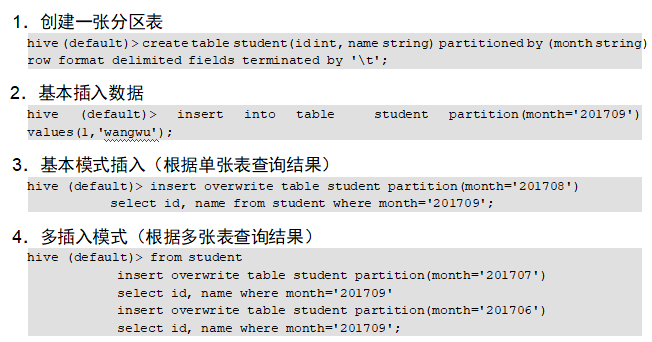 1．创建一张分区表
hive (default)> create table student(id int, name string) partitioned by (month string)
row format delimited fields terminated by '\t';
2．基本插入数据
hive (default)> insert into table student partition(month='201709')
values(1,'wangwu');
3．基本模式插入（根据单张表查询结果）
hive (default)> insert overwrite table student partition(month='201708')
select id, name from student where month='201709';
4．多插入模式（根据多张表查询结果）
hive (default)> from student
insert overwrite table student partition(month='201707')
select id, name where month='201709'
insert overwrite table student partition(month='201706')
select id, name where month='201709';